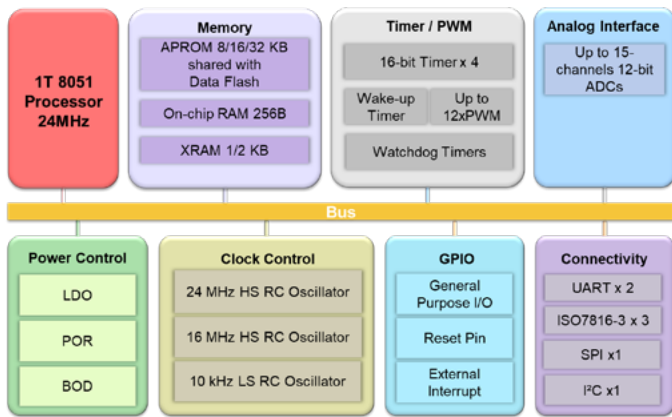 1T 8051
Processor
24MHz
Memory
APROM 8/16/32 KB
shared with
Data Flash
On-chip RAM 256B
XRAM 1/2 KB
Timer / PWM
16-bit Timer x 4
Wake-up
Timer
Up to
12xPWM
Watchdog Timers
Analog Interface
Up to 15-
channels 12-bit
ADCs
Bus
Power Control
LDO
POR
BOD
Clock Control
24 MHz HS RC Oscillator
16 MHz HS RC Oscillator
10 kHz LS RC Oscillator
GPIO
General
Purpose I/O
Reset Pin
External
Interrupt
Connectivity
UART x 2
ISO7816-3 x 3
SPI x1
I²C x1